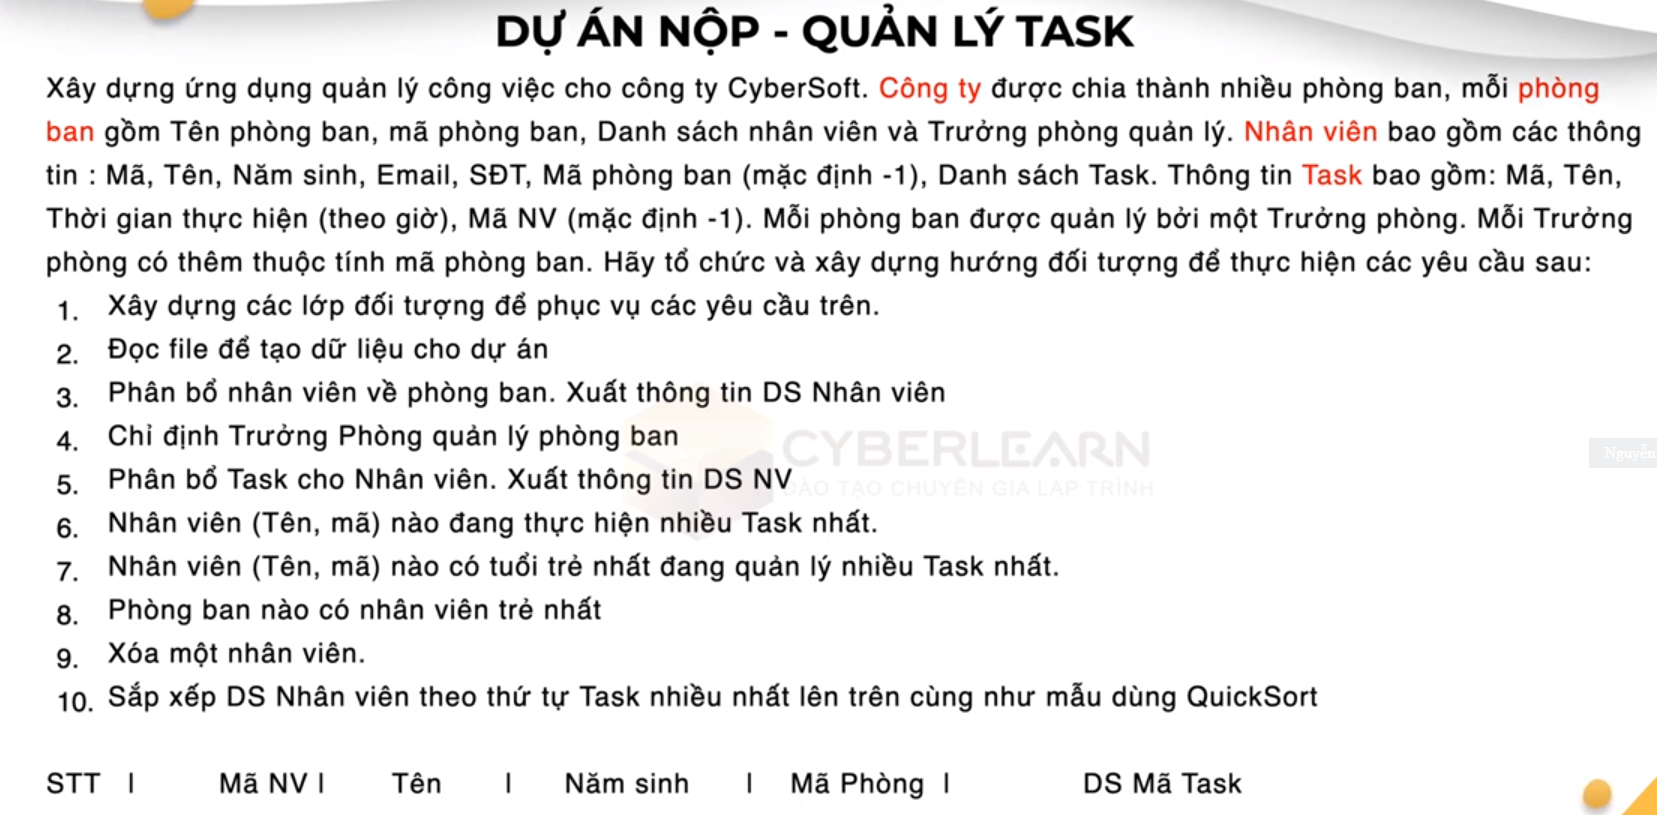 DỰ ÁN NỘP - QUẢN LÝ TASK
Xây dựng ứng dụng quản lý công việc cho công ty CyberSoft. Công ty được chia thành nhiều phòng ban, mỗi phòng
ban gồm Tên phòng ban, mã phòng ban, Danh sách nhân viên và Trưởng phòng quản lý. Nhân viên bao gồm các thông
tin : Mã, Tên, Năm sinh, Email, SĐT, Mã phòng ban (mặc định -1), Danh sách Task. Thông tin Task bao gồm: Mã, Tên,
Thời gian thực hiện (theo giờ), Mã NV (mặc định -1). Mỗi phòng ban được quản lý bởi một Trưởng phòng. Mỗi Trưởng
phòng có thêm thuộc tính mã phòng ban. Hãy tổ chức và xây dựng hướng đối tượng để thực hiện các yêu cầu sau:
1. Xây dựng các lớp đối tượng để phục vụ các yêu cầu trên.
2. Đọc file để tạo dữ liệu cho dự án
3. Phân bổ nhân viên về phòng ban. Xuất thông tin DS Nhân viên
4. Chỉ định Trưởng Phòng quản lý phòng ban
5. Phân bổ Task cho Nhân viên. Xuất thông tin DS NV
6. Nhân viên (Tên, mã) nào đang thực hiện nhiều Task nhất.
7. Nhân viên (Tên, mã) nào có tuổi trẻ nhất đang quản lý nhiều Task nhất.
8. Phòng ban nào có nhân viên trẻ nhất
9. Xóa một nhân viên.
10. Sắp xếp DS Nhân viên theo thứ tự Task nhiều nhất lên trên cùng như mẫu dùng QuickSort
STT | Mã NV | Tên | Năm sinh | Mã Phòng | DS Mã Task
CYBERLEARN
ĐÀO TẠO CHUYÊN GIA LẬP TRÌNH